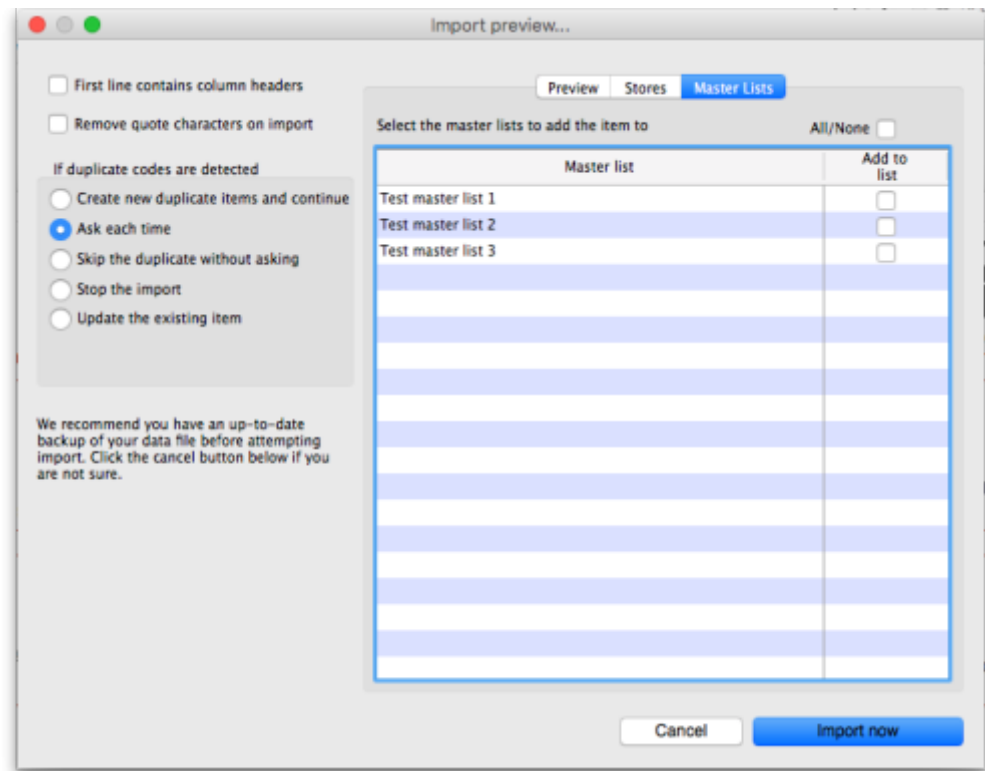 Import preview...
First line contains column headers
Remove quote characters on import
If duplicate codes are detected
Create new duplicate items and continue
Ask each time
Skip the duplicate without asking
Stop the import
Update the existing item
We recommend you have an up-to-date
backup of your data file before attempting
import. Click the cancel button below if you
are not sure.
Preview Stores Master Lists
Select the master lists to add the item to All/None
Master list Add to
list
Test master list 1
Test master list 2
Test master list 3
Cancel Import now